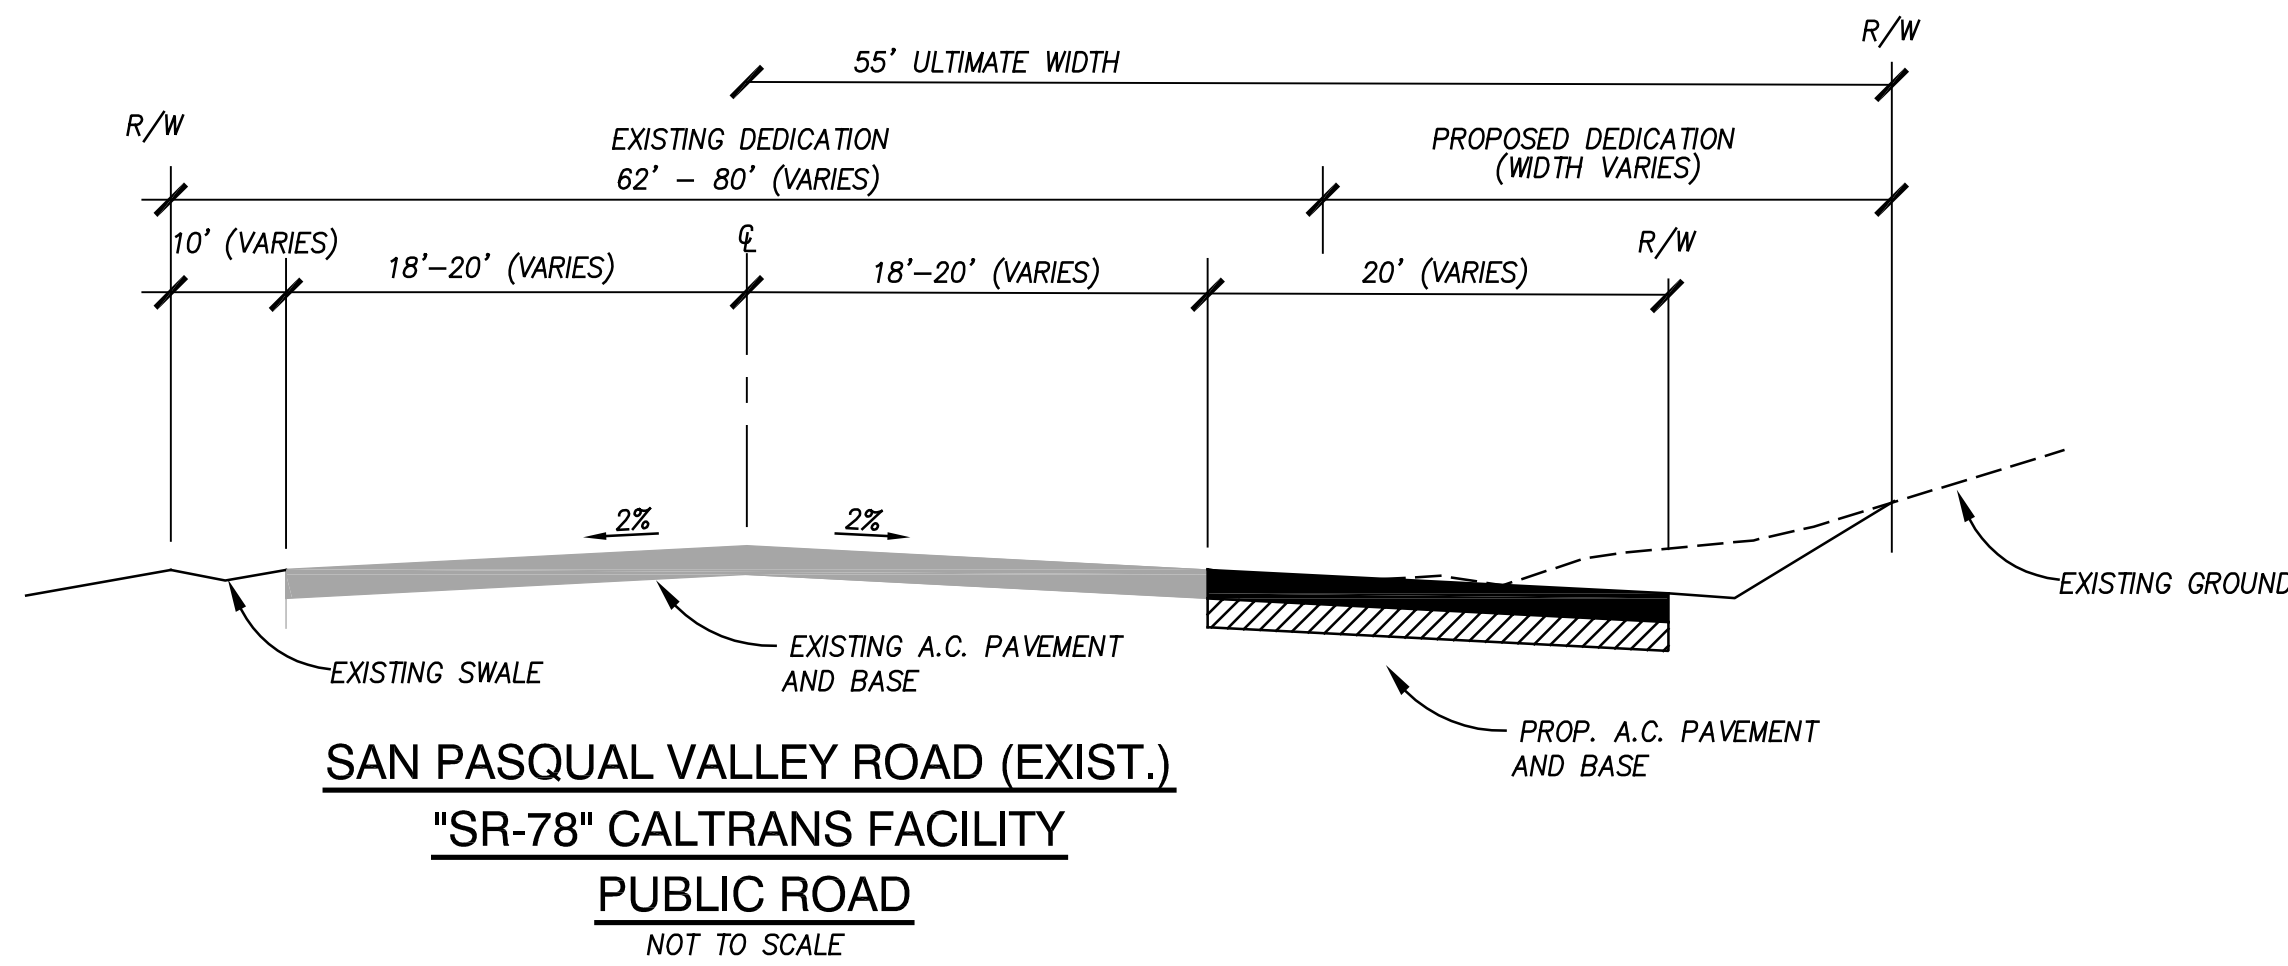 R/W
55' ULTIMATE WIDTH
R/W
EXISTING DEDICATION
62' - 80' (VARIES)
PROPOSED DEDICATION
(WIDTH VARIES)
10' (VARIES)
18'-20' (VARIES)
℄
18'-20' (VARIES)
20' (VARIES)
R/W
2%
2%
EXISTING GROUND
EXISTING SWALE
EXISTING A.C. PAVEMENT
AND BASE
PROP. A.C. PAVEMENT
AND BASE
SAN PASQUAL VALLEY ROAD (EXIST.)
"SR-78" CALTRANS FACILITY
PUBLIC ROAD
NOT TO SCALE